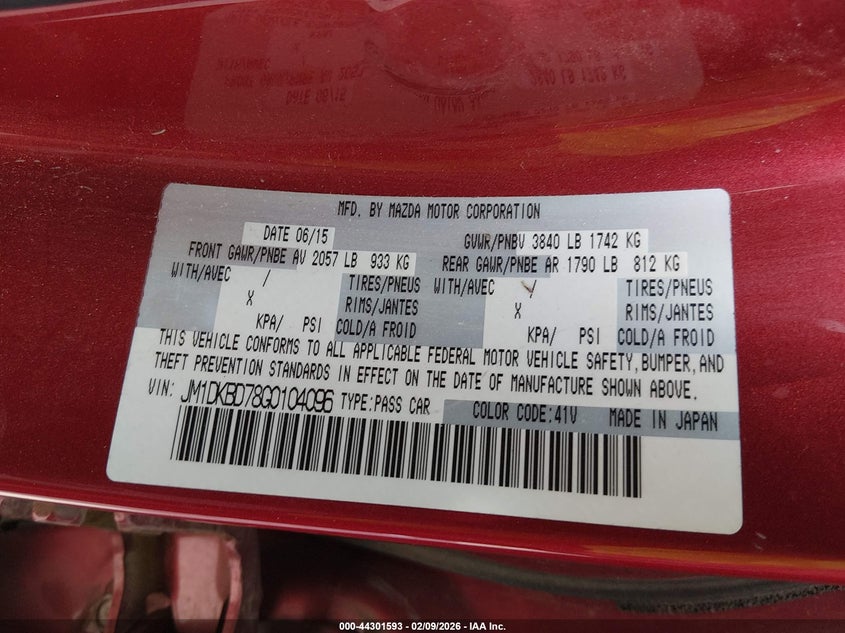 MFD. BY MAZDA MOTOR CORPORATION
DATE 06/15 GVWR/PNBV 3840 LB 1742 KG
FRONT GAWR/PNBE AV 2057 LB 933 KG REAR GAWR/PNBE AR 1790 LB 812 KG
WITH/AVEC / TIRES/PNEUS WITH/AVEC / TIRES/PNEUS
X RIMS/JANTES X RIMS/JANTES
KPA/ PSI COLD/A FROID KPA/ PSI COLD/A FROID
THIS VEHICLE CONFORMS TO ALL APPLICABLE FEDERAL MOTOR VEHICLE SAFETY, BUMPER, AND
THEFT PREVENTION STANDARDS IN EFFECT ON THE DATE OF MANUFACTURE SHOWN ABOVE.
VIN: JM1DKBD78G0104096 TYPE:PASS CAR COLOR CODE:41V MADE IN JAPAN
000-44301593 - 02/09/2026 - IAA Inc.